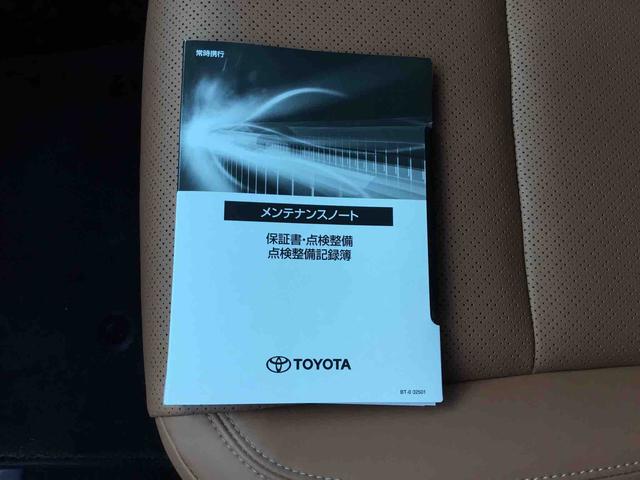 常時携行
メンテナンスノート
保証書・点検整備
点検整備記録簿
TOYOTA
BT-0 02501